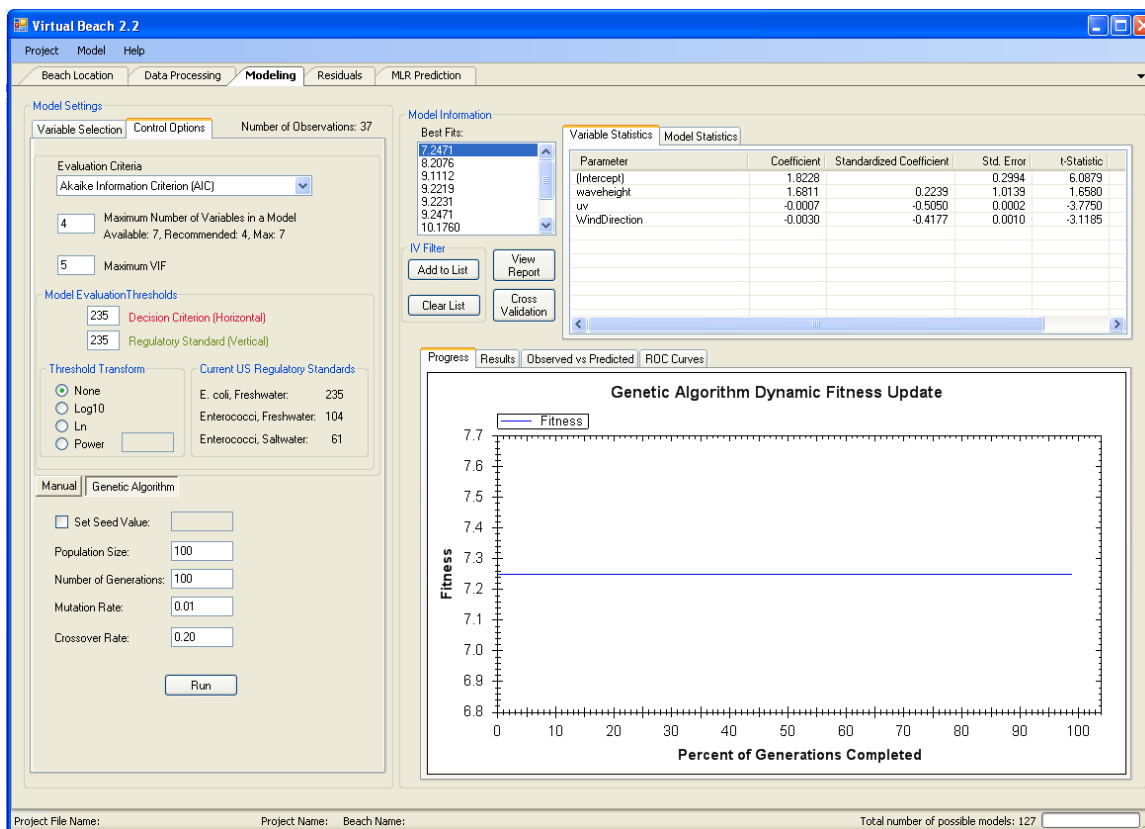 Virtual Beach 2.2
Project Model Help
Beach Location Data Processing Modeling Residuals MLR Prediction
Model Settings
Variable Selection Control Options Number of Observations: 37
Evaluation Criteria
Akaike Information Criterion (AIC)
4 Maximum Number of Variables in a Model
Available: 7, Recommended: 4, Max: 7
5 Maximum VIF
Model EvaluationThresholds
235 Decision Criterion (Horizontal)
235 Regulatory Standard (Vertical)
Threshold Transform
None
Log10
Ln
Power
Current US Regulatory Standards
E. coli, Freshwater: 235
Enterococci, Freshwater: 104
Enterococci, Saltwater: 61
Manual Genetic Algorithm
Set Seed Value:
Population Size: 100
Number of Generations: 100
Mutation Rate: 0.01
Crossover Rate: 0.20
Run
Model Information
Best Fits:
7.2471
8.2076
9.1112
9.2219
9.2231
9.2471
10.1760
IV Filter
Add to List
Clear List
View
Report
Cross
Validation
Variable Statistics Model Statistics
Parameter Coefficient Standardized Coefficient Std. Error t-Statistic
(Intercept) 1.8228 0.2994 6.0879
waveheight 1.6811 0.2239 1.0139 1.6580
uv -0.0007 -0.5050 0.0002 -3.7750
WindDirection -0.0030 -0.4177 0.0010 -3.1185
Progress Results Observed vs Predicted ROC Curves
Genetic Algorithm Dynamic Fitness Update
Fitness
7.7
7.6
7.5
7.4
7.3
7.2
7.1
7.0
6.9
6.8
Fitness
0 10 20 30 40 50 60 70 80 90 100
Percent of Generations Completed
Project File Name: Project Name: Beach Name: Total number of possible models: 127